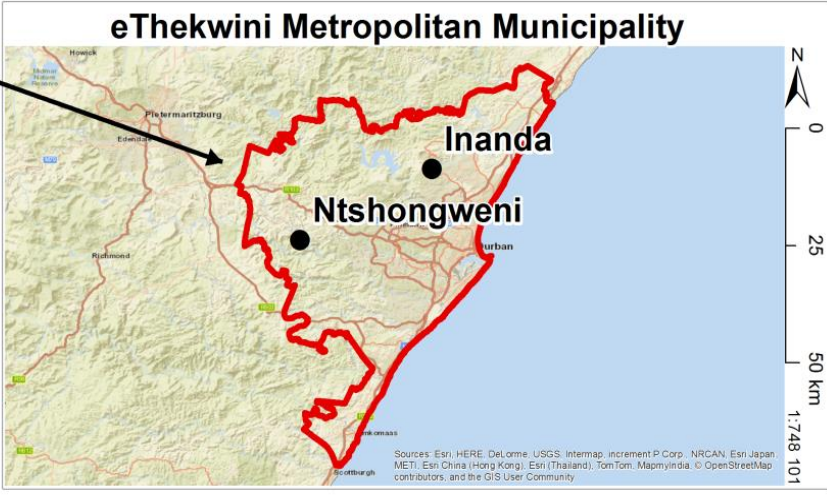 eThekwini Metropolitan Municipality
Howick
Pietermaritzburg
Inanda
Ntshongweni
Durban
Richmond
Scottburgh
N
0
25
50 km
1:748 101
Sources: Esri, HERE, DeLorme, USGS, Intermap, increment P Corp., NRCAN, Esri Japan,
METI, Esri China (Hong Kong), Esri (Thailand), TomTom, MapmyIndia, © OpenStreetMap
contributors, and the GIS User Community